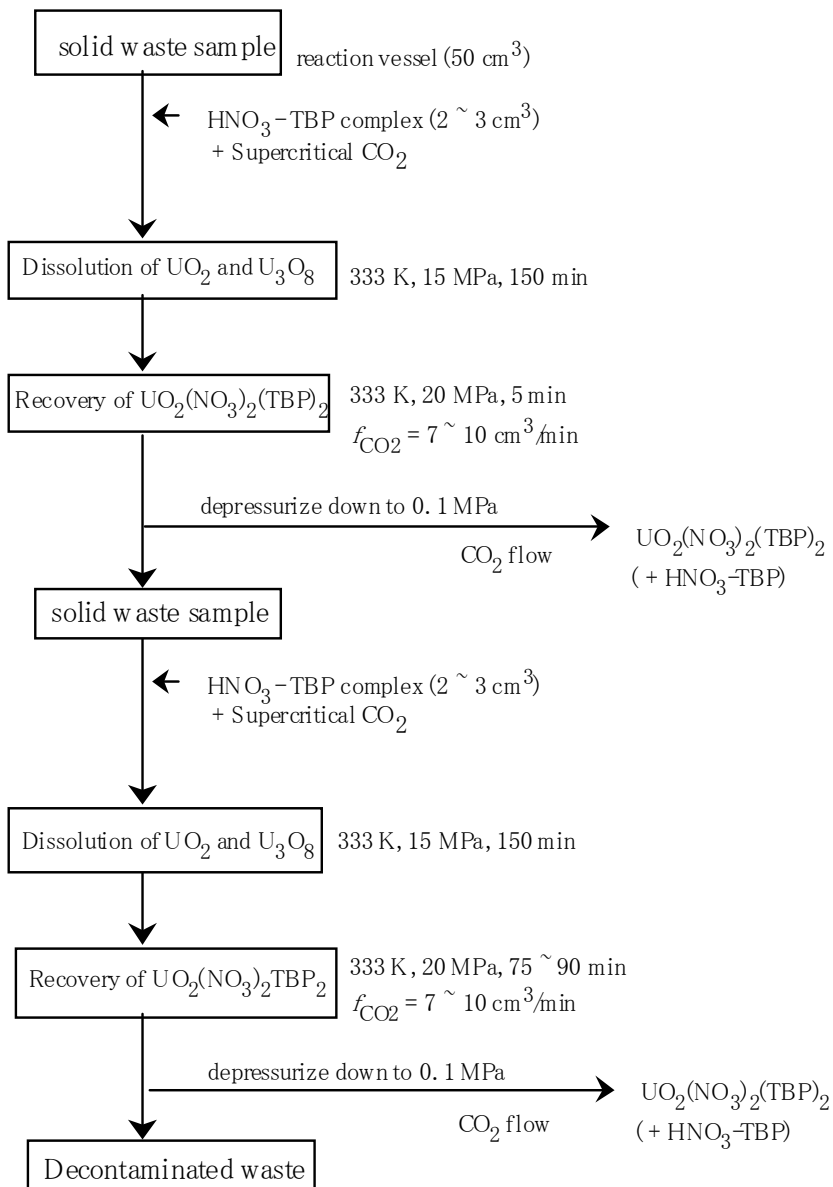 solid waste sample
reaction vessel (50 cm³)
HNO₃-TBP complex (2 ~ 3 cm³)
+ Supercritical CO₂
Dissolution of UO₂ and U₃O₈
333 K, 15 MPa, 150 min
Recovery of UO₂(NO₃)₂(TBP)₂
333 K, 20 MPa, 5 min
fCO2 = 7 ~ 10 cm³/min
depressurize down to 0.1 MPa
CO₂ flow
UO₂(NO₃)₂(TBP)₂
( + HNO₃-TBP)
solid waste sample
HNO₃-TBP complex (2 ~ 3 cm³)
+ Supercritical CO₂
Dissolution of UO₂ and U₃O₈
333 K, 15 MPa, 150 min
Recovery of UO₂(NO₃)₂TBP₂
333 K, 20 MPa, 75 ~ 90 min
fCO2 = 7 ~ 10 cm³/min
depressurize down to 0.1 MPa
CO₂ flow
UO₂(NO₃)₂(TBP)₂
( + HNO₃-TBP)
Decontaminated waste